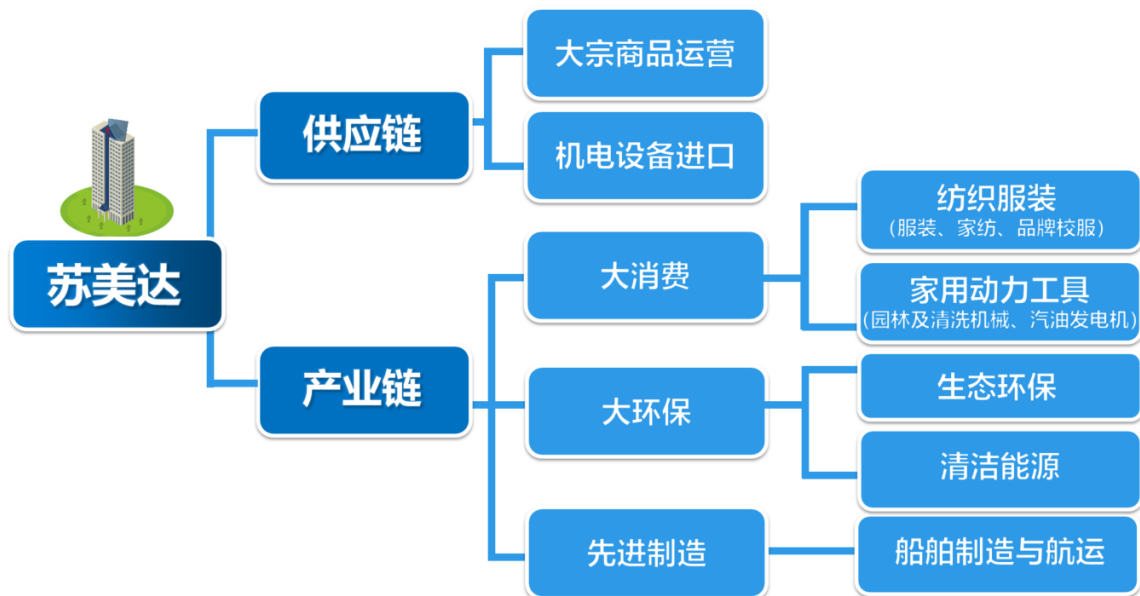 苏美达
供应链
大宗商品运营
机电设备进口
产业链
大消费
纺织服装
（服装、家纺、品牌校服）
家用动力工具
（园林及清洗机械、汽油发电机）
大环保
生态环保
清洁能源
先进制造
船舶制造与航运